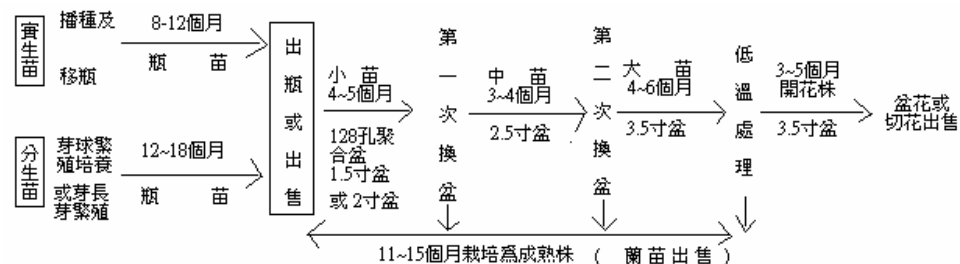 實生苗
播種及
移瓶
8-12個月
瓶 苗
分生苗
芽球繁
殖培養
或芽長
芽繁殖
12~18個月
瓶 苗
出瓶或出售
小苗
4~5個月
128孔聚
合盆
1.5寸盆
或 2寸盆
第一次換盆
中苗
3~4個月
2.5寸盆
第二次換盆
大 苗
4~6個月
3.5寸盆
低溫處理
3~5個月
開花株
3.5寸盆
盆花或
切花出售
11~15個月栽培爲成熟株 ( 蘭苗出售 )